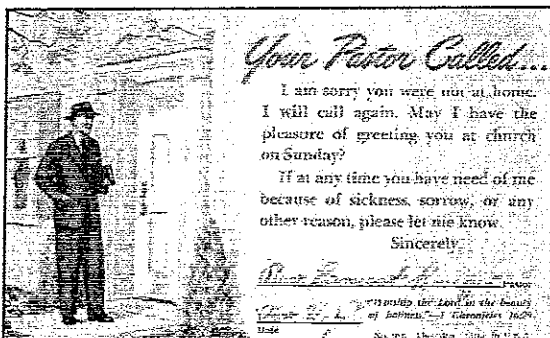 Your Pastor Called...
I am sorry you were not at home.
I will call again. May I have the
pleasure of greeting you at church
on Sunday?
If at any time you have need of me
because of sickness, sorrow, or any
other reason, please let me know.
Sincerely,
Pastor
worship the Lord in the beauty
of holiness."—I Chronicles 16:29
Date